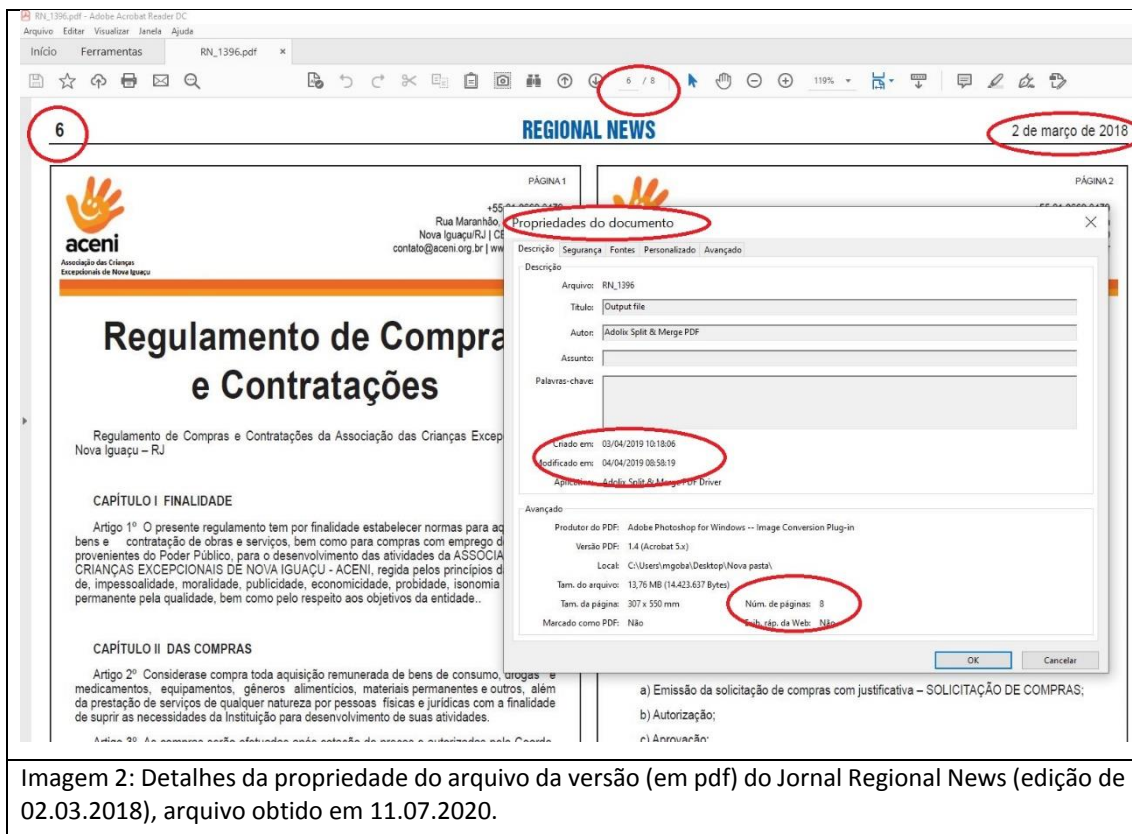 RN_1396.pdf - Adobe Acrobat Reader DC
Arquivo Editar Visualizar Janela Ajuda
Início Ferramentas RN_1396.pdf ×
6 / 8 119%
6 REGIONAL NEWS 2 de março de 2018
PÁGINA 1
+55
Rua Maranhão,
Nova Iguaçu/RJ | CE
contato@aceni.org.br | ww
aceni
Associação das Crianças
Excepcionais de Nova Iguaçu
Regulamento de Compra
e Contratações
Regulamento de Compras e Contratações da Associação das Crianças Excep
Nova Iguaçu – RJ
CAPÍTULO I FINALIDADE
Artigo 1º O presente regulamento tem por finalidade estabelecer normas para aq
bens e contratação de obras e serviços, bem como para compras com emprego d
provenientes do Poder Público, para o desenvolvimento das atividades da ASSOCIA
CRIANÇAS EXCEPCIONAIS DE NOVA IGUAÇU - ACENI, regida pelos princípios d
de, impessoalidade, moralidade, publicidade, economicidade, probidade, isonomia
permanente pela qualidade, bem como pelo respeito aos objetivos da entidade..
CAPÍTULO II DAS COMPRAS
Artigo 2º Considerase compra toda aquisição remunerada de bens de consumo, drogas e
medicamentos, equipamentos, gêneros alimentícios, materiais permanentes e outros, além
da prestação de serviços de qualquer natureza por pessoas físicas e jurídicas com a finalidade
de suprir as necessidades da Instituição para desenvolvimento de suas atividades.
PÁGINA 2
Propriedades do documento
Descrição Segurança Fontes Personalizado Avançado
Descrição
Arquivo: RN_1396
Título: Output file
Autor: Adolix Split & Merge PDF
Assunto:
Palavras-chave:
Criado em: 03/04/2019 10:18:06
Modificado em: 04/04/2019 08:58:19
Aplicativo: Adolix Split & Merge PDF Driver
Avançado
Produtor do PDF: Adobe Photoshop for Windows -- Image Conversion Plug-in
Versão PDF: 1.4 (Acrobat 5.x)
Local: C:\Users\mgoba\Desktop\Nova pasta\
Tam. do arquivo: 13,76 MB (14.423.637 Bytes)
Tam. da página: 307 x 550 mm Núm. de páginas: 8
Marcado como PDF: Não Exib. ráp. da Web: Não
OK Cancelar
a) Emissão da solicitação de compras com justificativa – SOLICITAÇÃO DE COMPRAS;
b) Autorização;
c) Aprovação;
Imagem 2: Detalhes da propriedade do arquivo da versão (em pdf) do Jornal Regional News (edição de
02.03.2018), arquivo obtido em 11.07.2020.